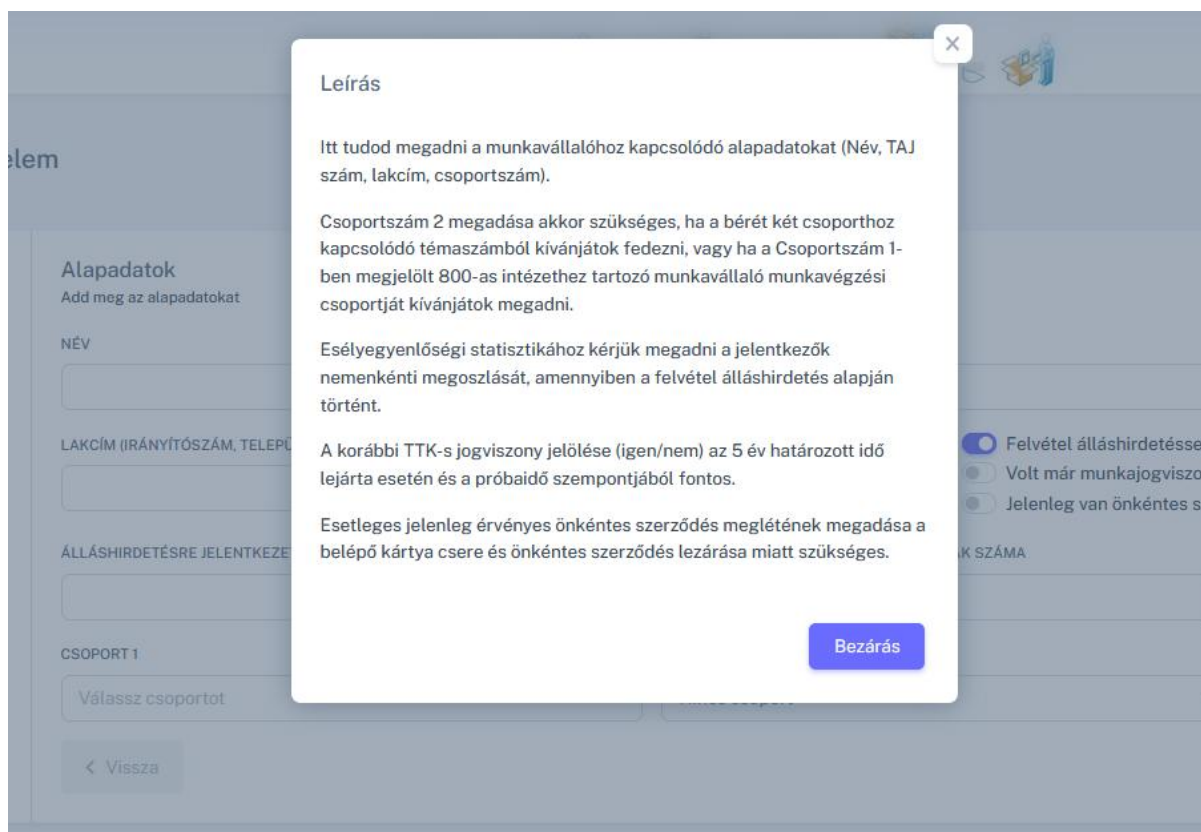 Leírás
Itt tudod megadni a munkavállalóhoz kapcsolódó alapadatokat (Név, TAJ
szám, lakcím, csoportszám).
Csoportszám 2 megadása akkor szükséges, ha a bérét két csoporthoz
kapcsolódó témaszámból kívánjátok fedezni, vagy ha a Csoportszám 1-
ben megjelölt 800-as intézethez tartozó munkavállaló munkavégzési
csoportját kívánjátok megadni.
Esélyegyenlőségi statisztikához kérjük megadni a jelentkezők
nemenkénti megoszlását, amennyiben a felvétel álláshirdetés alapján
történt.
A korábbi TTK-s jogviszony jelölése (igen/nem) az 5 év határozott idő
lejárta esetén és a próbaidő szempontjából fontos.
Esetleges jelenleg érvényes önkéntes szerződés meglétének megadása a
belépő kártya csere és önkéntes szerződés lezárása miatt szükséges.
Bezárás
elem
Alapadatok
Add meg az alapadatokat
NÉV
LAKCÍM (IRÁNYÍTÓSZÁM, TELEPÜ
Felvétel álláshirdetésse
Volt már munkajogviszo
Jelenleg van önkéntes s
ÁLLÁSHIRDETÉSRE JELENTKEZE
K SZÁMA
CSOPORT 1
Válassz csoportot
Vissza